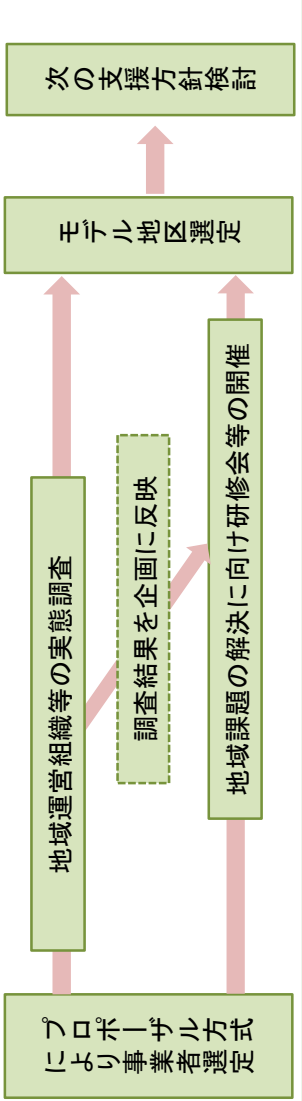 プロポーザル方式
により事業者選定
地域運営組織等の実態調査
調査結果を企画に反映
地域課題の解決に向け研修会等の開催
モデル地区選定
次の支援方針検討